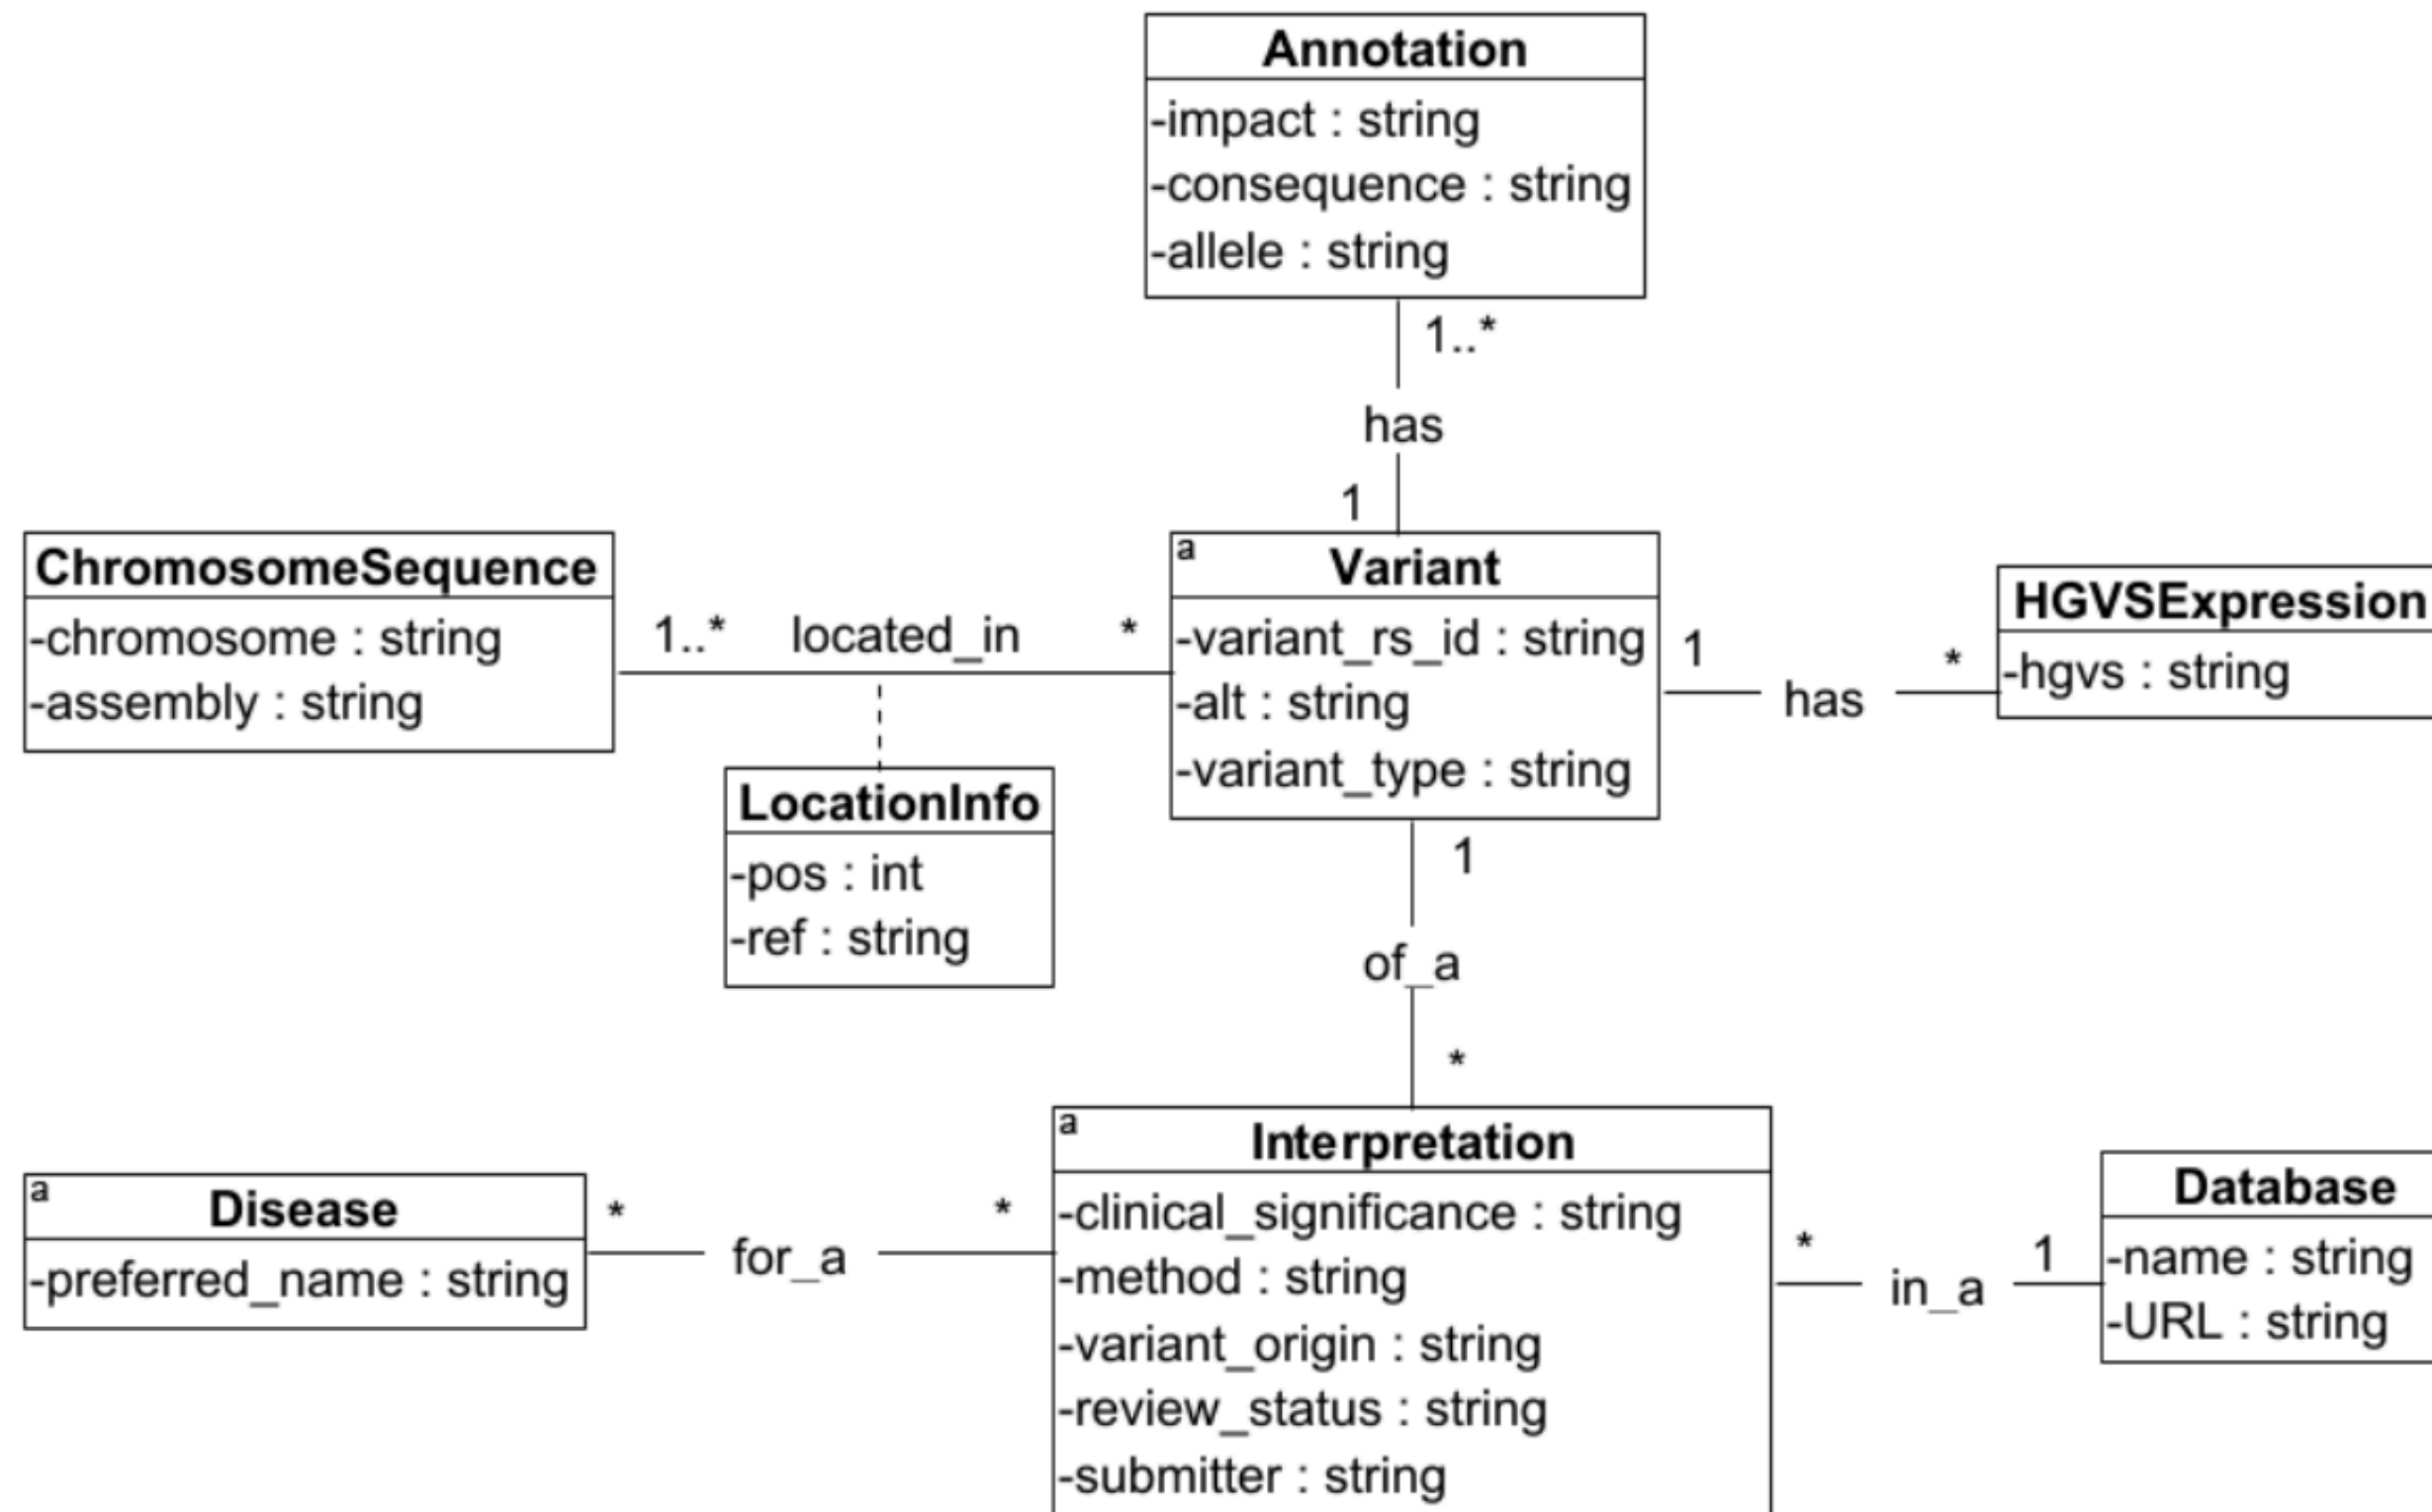 Annotation
-impact : string
-consequence : string
-allele : string
1..*
has
1
ChromosomeSequence
-chromosome : string
-assembly : string
1..*
located_in
*
LocationInfo
-pos : int
-ref : string
a
Variant
-variant_rs_id : string
-alt : string
-variant_type : string
1
has
*
HGVSExpression
-hgvs : string
1
of_a
*
a
Disease
-preferred_name : string
*
for_a
*
a
Interpretation
-clinical_significance : string
-method : string
-variant_origin : string
-review_status : string
-submitter : string
*
in_a
1
Database
-name : string
-URL : string